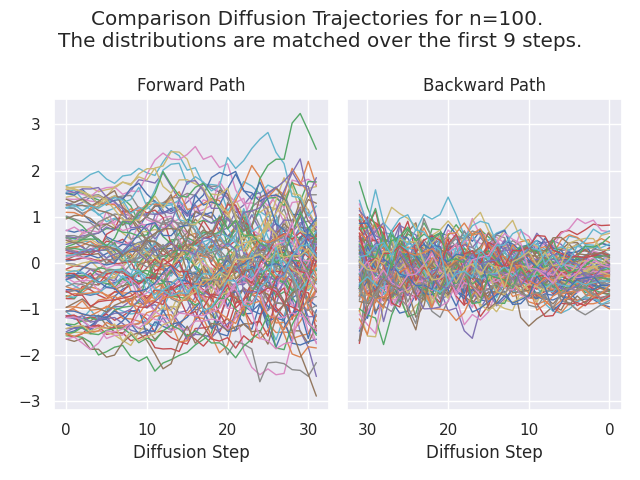 Comparison Diffusion Trajectories for n=100.
The distributions are matched over the first 9 steps.
Forward Path
Backward Path
3
2
1
0
−1
−2
−3
0 10 20 30
30 20 10 0
Diffusion Step
Diffusion Step